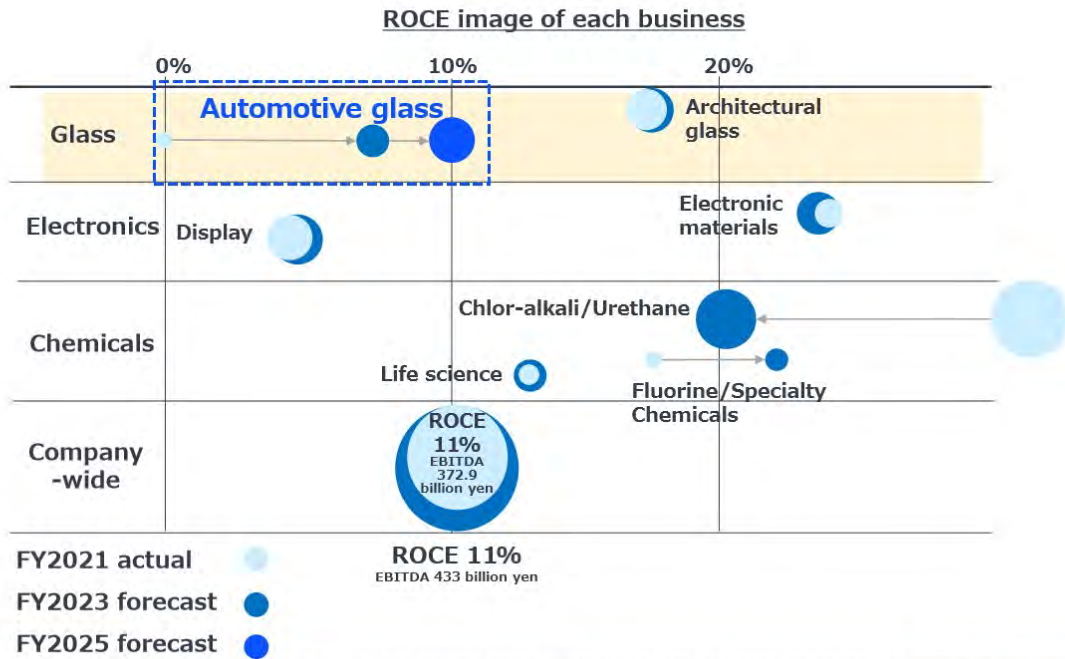 ROCE image of each business
0%
10%
20%
Automotive glass
Glass
Architectural
glass
Electronics
Display
Electronic
materials
Chemicals
Chlor-alkali/Urethane
Life science
Fluorine/Specialty
Chemicals
Company
-wide
ROCE
11%
EBITDA
372.9
billion yen
ROCE 11%
EBITDA 433 billion yen
FY2021 actual
FY2023 forecast
FY2025 forecast